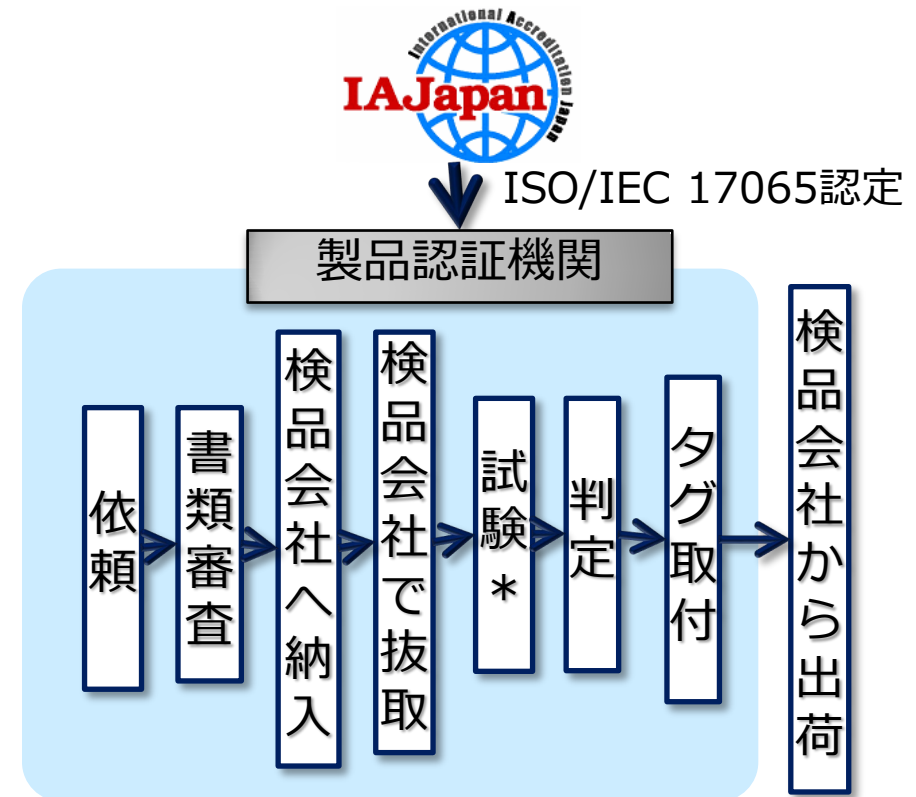 International Accreditation Japan
IAJapan
ISO/IEC 17065認定
製品認証機関
依頼
書類審査
検品会社へ納入
検品会社で抜取
試験*
判定
タグ取付
検品会社から出荷